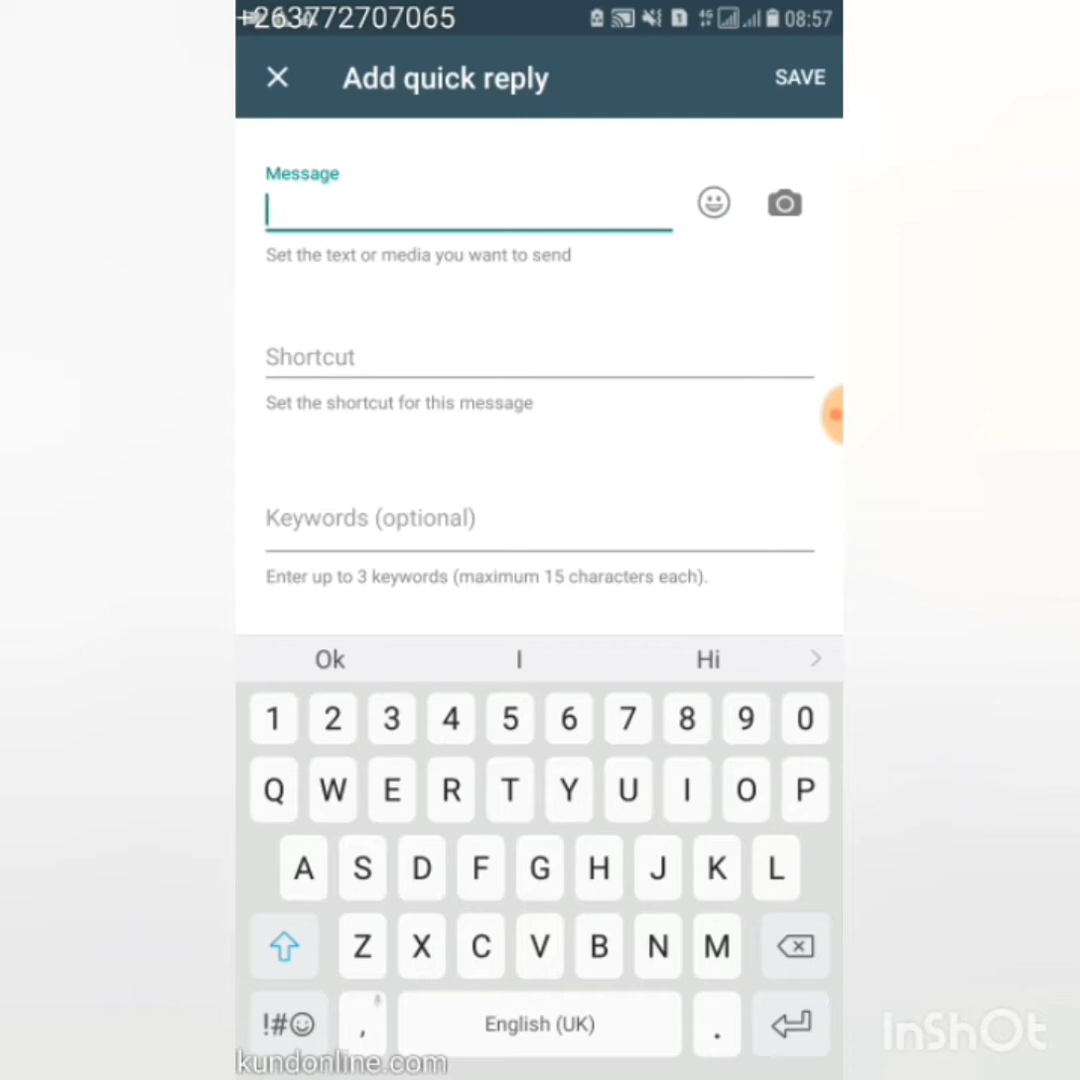 +263772707065
08:57
Add quick reply
SAVE
Message
Set the text or media you want to send
Shortcut
Set the shortcut for this message
Keywords (optional)
Enter up to 3 keywords (maximum 15 characters each).
Ok I Hi
1 2 3 4 5 6 7 8 9 0
Q W E R T Y U I O P
A S D F G H J K L
Z X C V B N M
!#☺ , English (UK) .
kundonline.com
InShOt